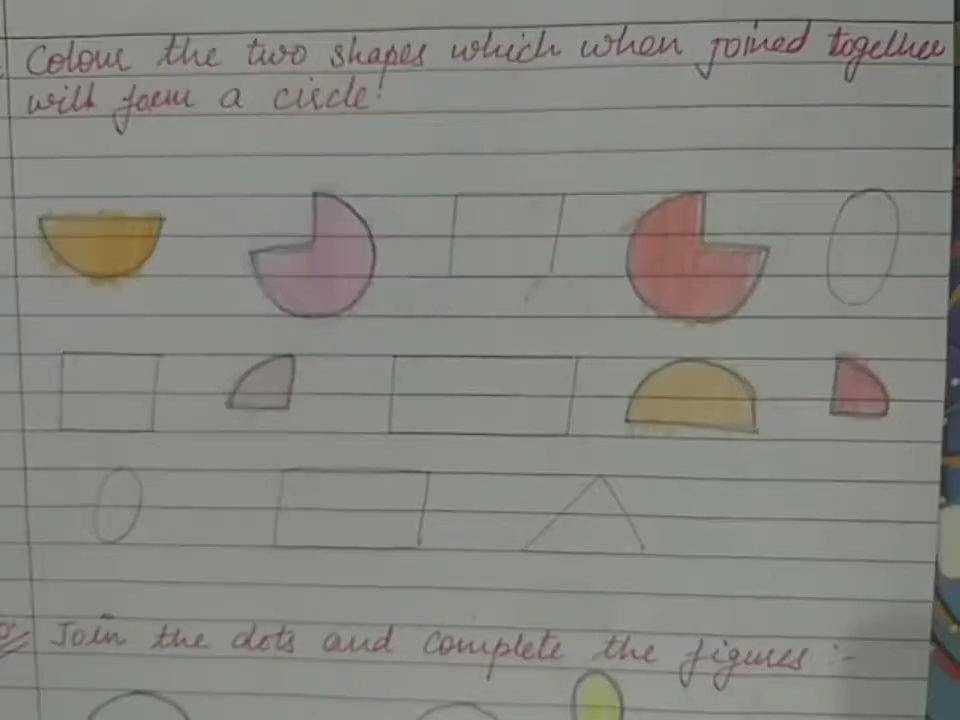 Colour the two shapes which when joined together
will form a circle:
Join the dots and complete the figures :-